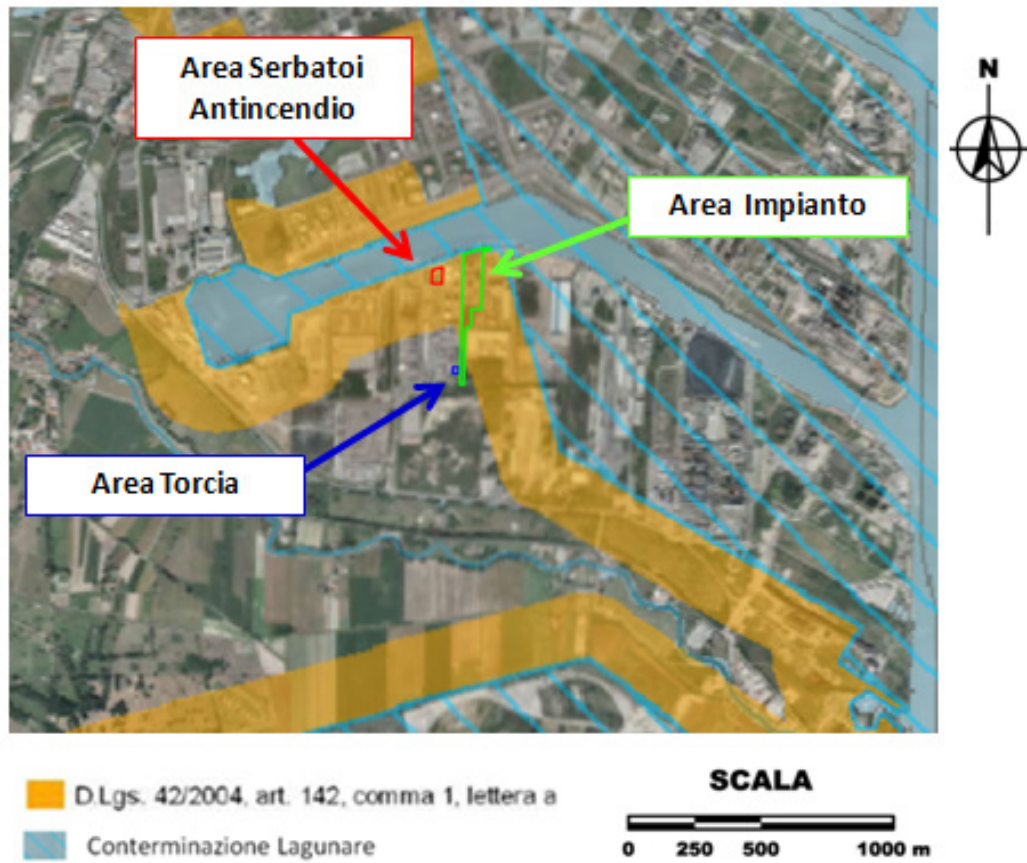 Area Serbatoi
Antincendio
N
Area Impianto
Area Torcia
D.Lgs. 42/2004, art. 142, comma 1, lettera a
Conterminazione Lagunare
SCALA
0 250 500 1000 m